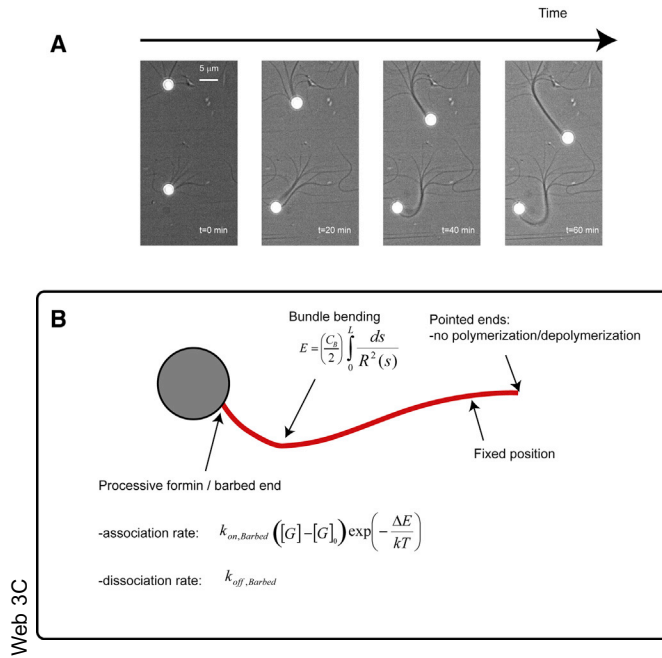 Time
A
5 μm
t=0 min
t=20 min
t=40 min
t=60 min
B
Bundle bending
E = (C_B/2) ∫_0^L ds/R²(s)
Pointed ends:
-no polymerization/depolymerization
Fixed position
Processive formin / barbed end
-association rate: k_on,Barbed ([G]−[G]_0) exp(−ΔE/kT)
-dissociation rate: k_off,Barbed
Web 3C